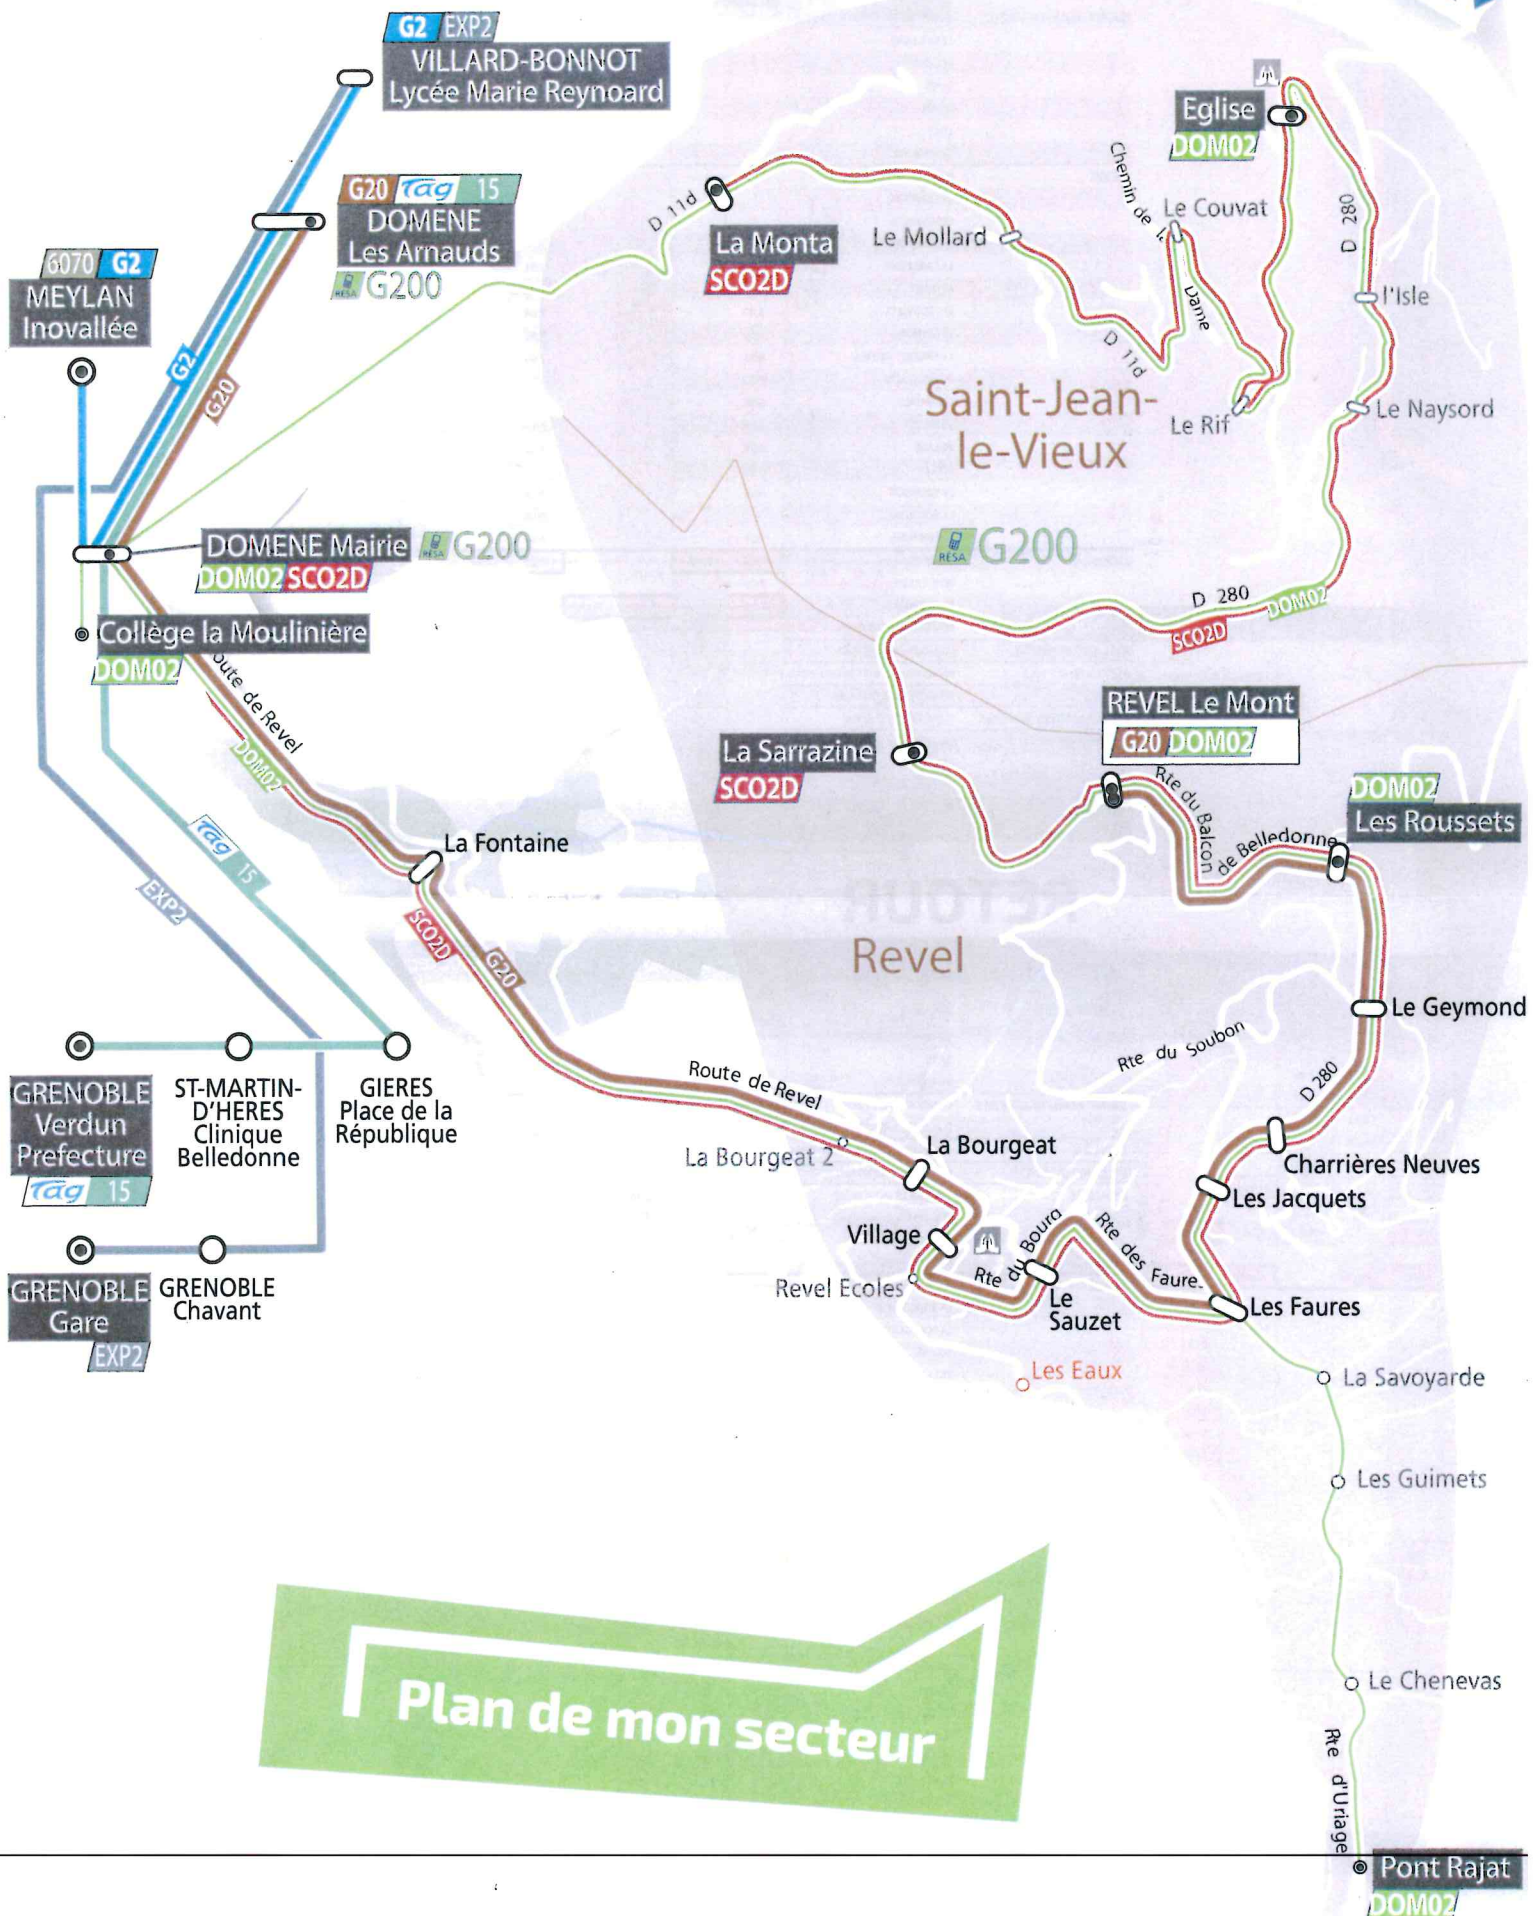 G2 EXP2
VILLARD-BONNOT
Lycée Marie Reynoard
G20 Tag 15
DOMENE
Les Arnauds
RESA G200
6070 G2
MEYLAN
Inovallée
G2
G20
D 11d
La Monta
SCO2D
Le Mollard
Chemin de la
Dame
Le Couvat
Eglise
DOM02
D 280
l'Isle
D 11d
Le Rif
Le Naysord
Saint-Jean-
le-Vieux
RESA G200
DOMENE Mairie RESA G200
DOM02 SCO2D
D 280
DOM02
SCO2D
Collège la Moulinière
DOM02
oute de Revel
DOM02
REVEL Le Mont
G20 DOM02
La Sarrazine
SCO2D
Rte du Balcon
de Belledonne
DOM02
Les Roussets
Tag 15
EXP2
La Fontaine
SCO2D
G20
RETOUR
Revel
Le Geymond
Rte du Soubon
D 280
GRENOBLE
Verdun
Prefecture
Tag 15
ST-MARTIN-
D'HERES
Clinique
Belledonne
GIERES
Place de la
République
Route de Revel
La Bourgeat 2
La Bourgeat
Charrières Neuves
Les Jacquets
Village
Rte du Bourg
Rte des Faure
Revel Ecoles
Le
Sauzet
Les Faures
GRENOBLE
Gare
EXP2
GRENOBLE
Chavant
Les Eaux
La Savoyarde
Les Guimets
Le Chenevas
Plan de mon secteur
Rte d'Uriage
Pont Rajat
DOM02